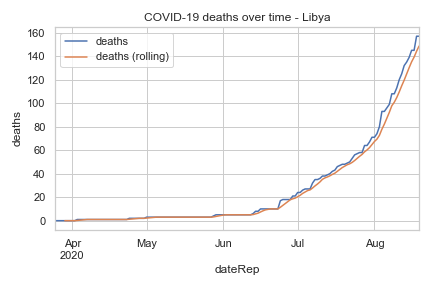 COVID-19 deaths over time - Libya
deaths
deaths (rolling)
160
140
120
100
80
60
40
20
0
deaths
Apr
2020
May
Jun
Jul
Aug
dateRep